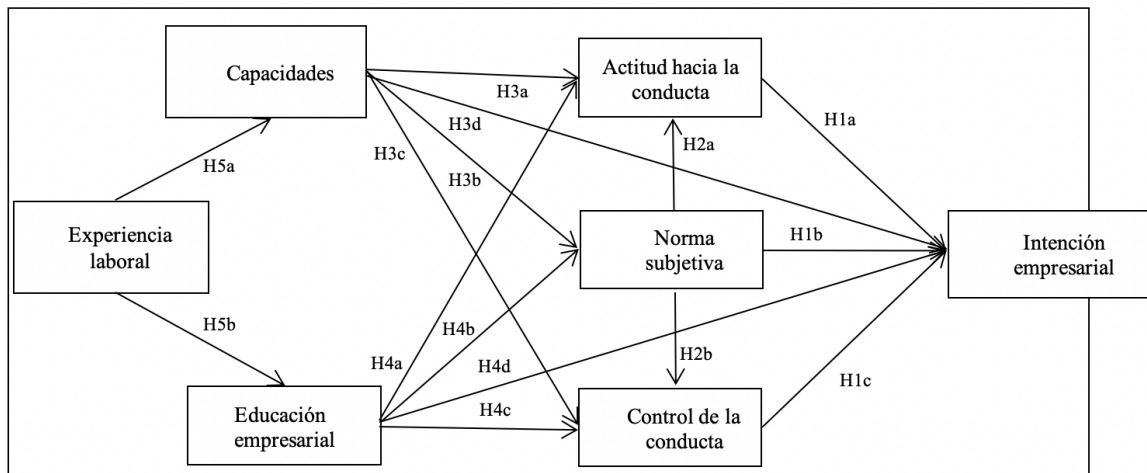 Capacidades
Actitud hacia la
conducta
H3a
H1a
H3d
H2a
H3c
H3b
H5a
Experiencia
laboral
Norma
subjetiva
H1b
Intención
empresarial
H5b
H4b
H4a
H4d
H2b
H1c
H4c
Educación
empresarial
Control de la
conducta